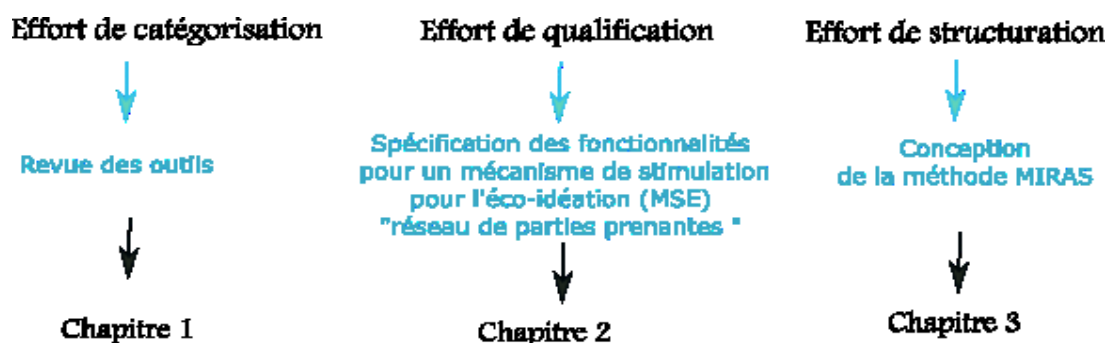 Effort de catégorisation
Revue des outils
Chapitre 1
Effort de qualification
Spécification des fonctionnalités
pour un mécanisme de stimulation
pour l'éco-idéation (MSE)
"réseau de parties prenantes "
Chapitre 2
Effort de structuration
Conception
de la méthode MIRAS
Chapitre 3